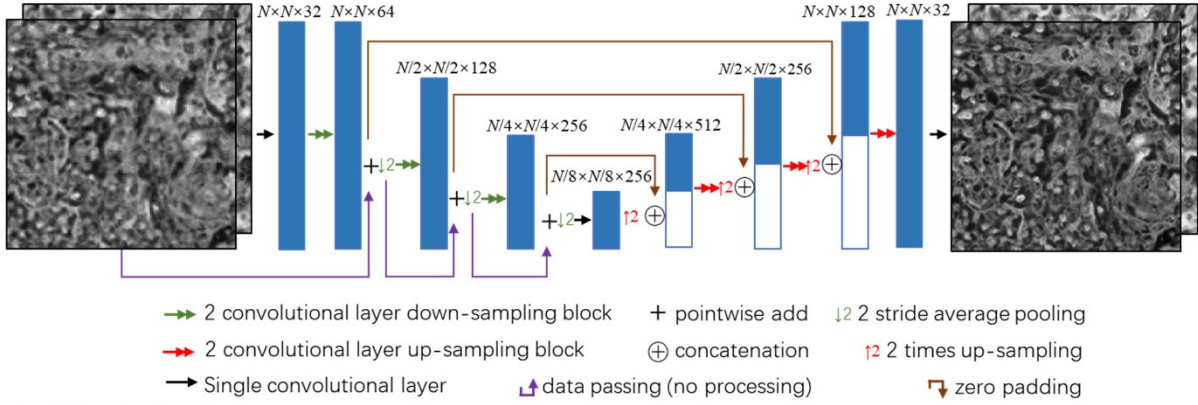 N×N×32
N×N×64
N/2×N/2×128
N/4×N/4×256
N/8×N/8×256
N/4×N/4×512
N/2×N/2×256
N×N×128
N×N×32
+
↓2
+
↓2
+
↓2
↑2
↑2
↑2
2 convolutional layer down-sampling block
+ pointwise add
↓2 2 stride average pooling
2 convolutional layer up-sampling block
⊕ concatenation
↑2 2 times up-sampling
Single convolutional layer
data passing (no processing)
zero padding